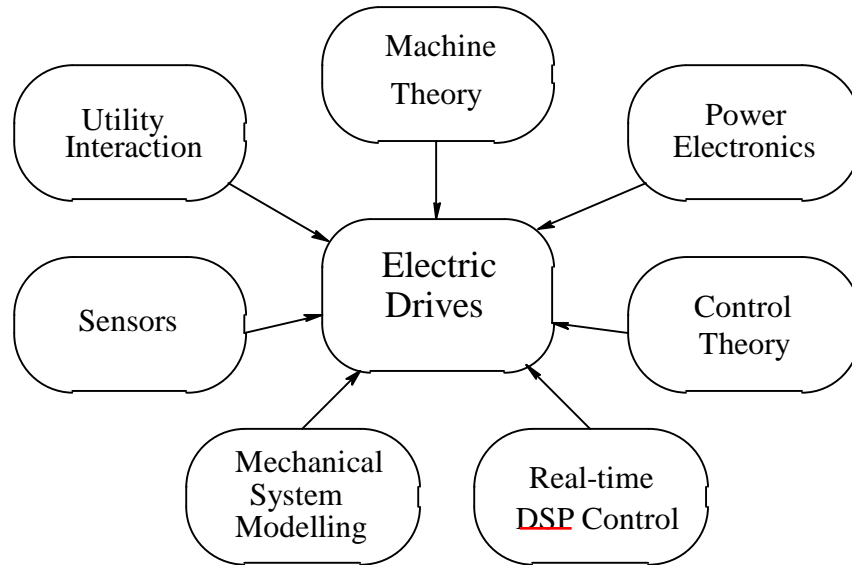 Machine
Theory
Utility
Interaction
Power
Electronics
Electric
Drives
Sensors
Control
Theory
Mechanical
System
Modelling
Real-time
DSP Control